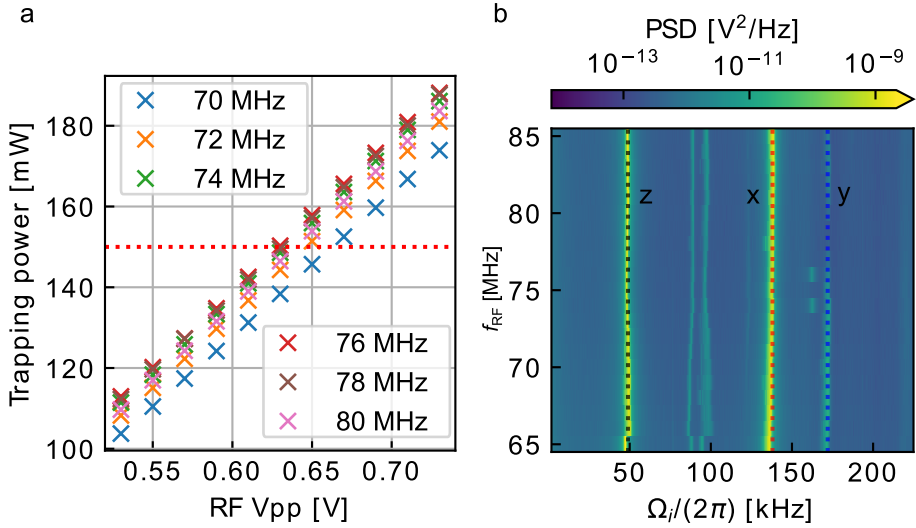 a
Trapping power [mW]
180
160
140
120
100
70 MHz
72 MHz
74 MHz
76 MHz
78 MHz
80 MHz
0.55 0.60 0.65 0.70
RF Vpp [V]
b
PSD [V²/Hz]
10⁻¹³ 10⁻¹¹ 10⁻⁹
f_RF [MHz]
85
80
75
70
65
z x y
50 100 150 200
Ω_i/(2π) [kHz]